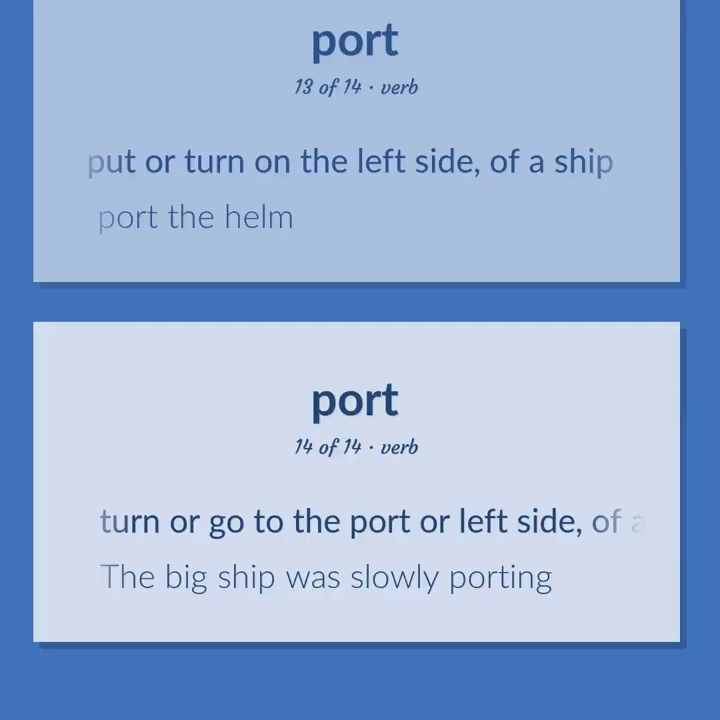 port
13 of 14 · verb
put or turn on the left side, of a ship
port the helm
port
14 of 14 · verb
turn or go to the port or left side, of a
The big ship was slowly porting